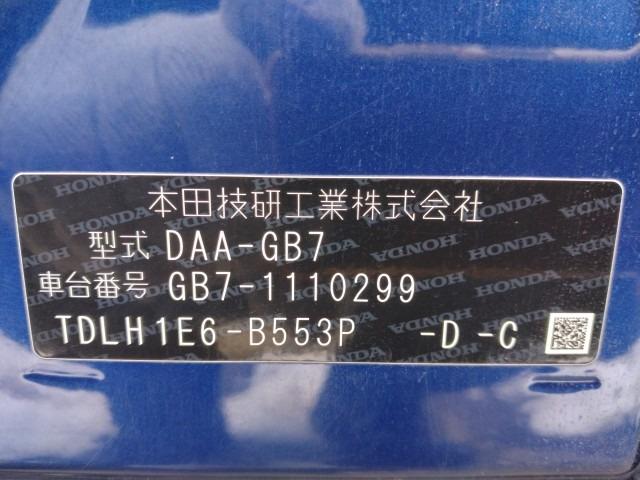 本田技研工業株式会社
型式 DAA-GB7
車台番号 GB7-1110299
TDLH1E6-B553P -D -C